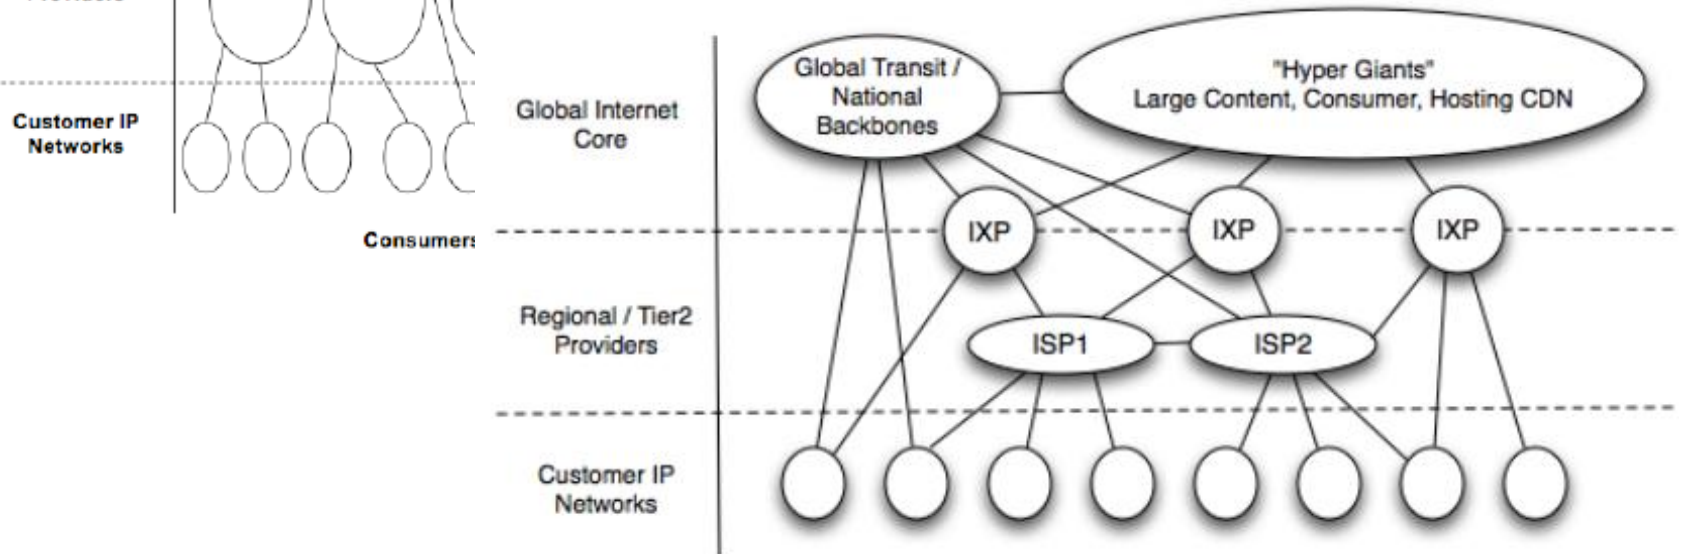 Customer IP
Networks
Consumers
Global Internet
Core
Global Transit /
National
Backbones
"Hyper Giants"
Large Content, Consumer, Hosting CDN
IXP
IXP
IXP
Regional / Tier2
Providers
ISP1
ISP2
Customer IP
Networks